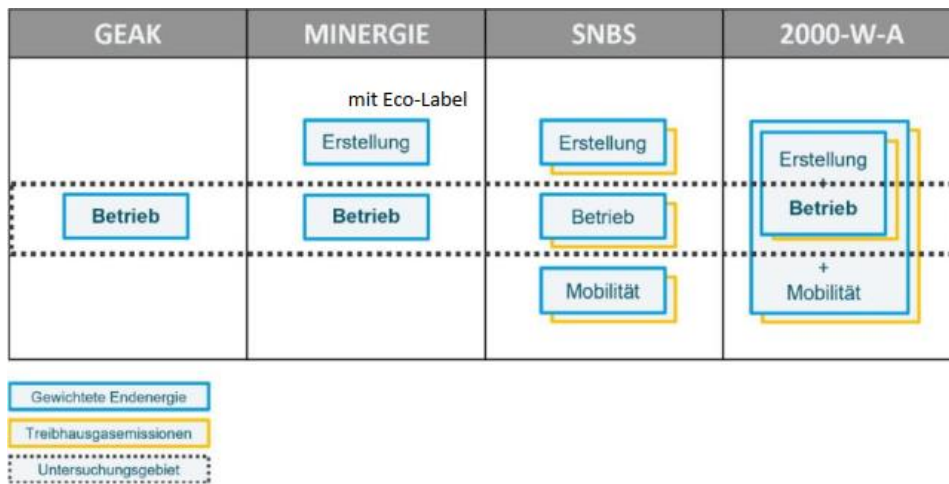 GEAK MINERGIE SNBS 2000-W-A
mit Eco-Label
Erstellung Erstellung Erstellung
+
Betrieb Betrieb Betrieb Betrieb
+
Mobilität Mobilität
Gewichtete Endenergie
Treibhausgasemissionen
Untersuchungsgebiet